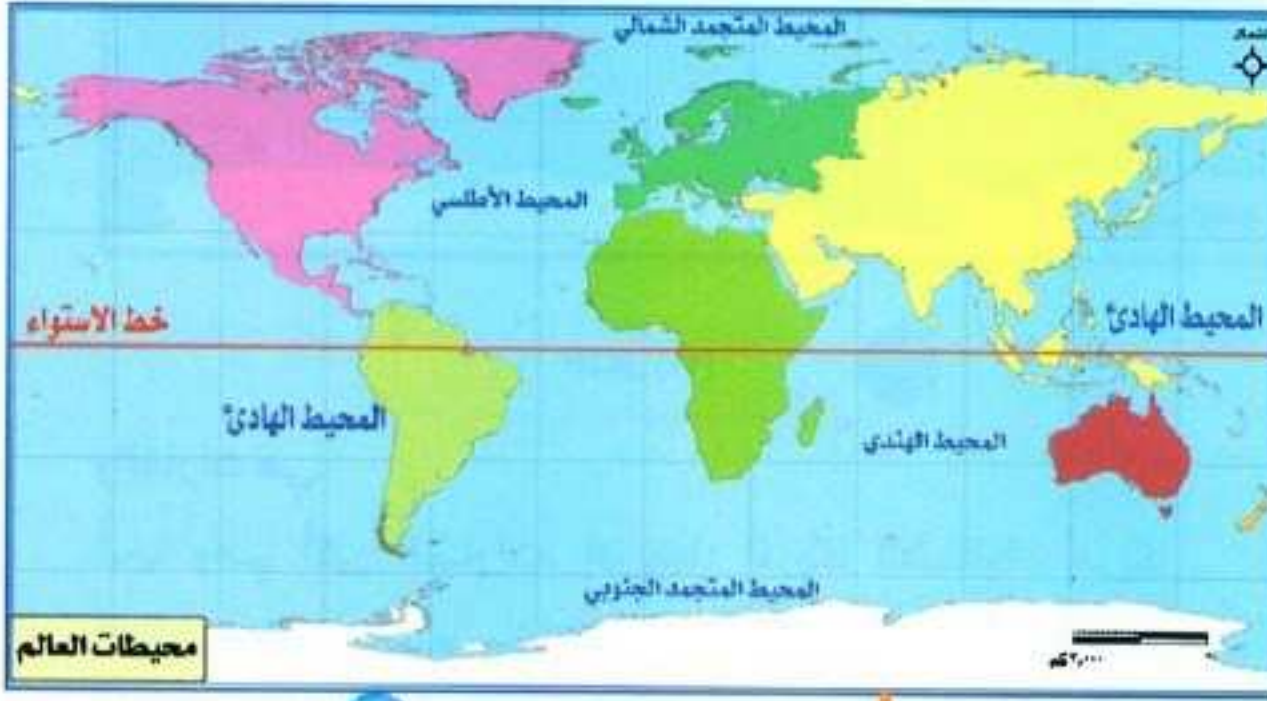 المحيط المتجمد الشمالي
المحيط الأطلسي
خط الاستواء
المحيط الهادئ
المحيط الهادئ
المحيط الهندي
المحيط المتجمد الجنوبي
محيطات العالم